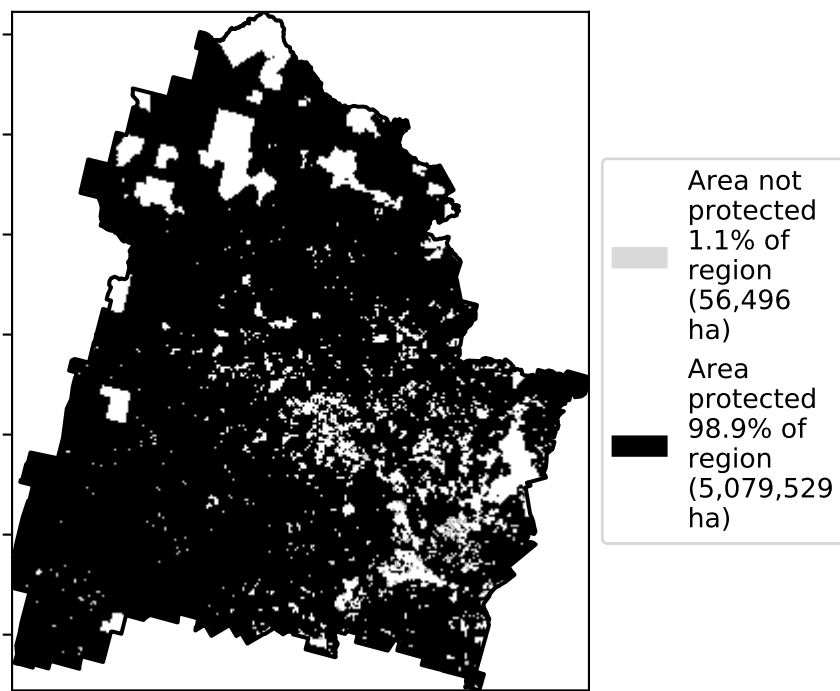 Area not
protected
1.1% of
region
(56,496
ha)
Area
protected
98.9% of
region
(5,079,529
ha)